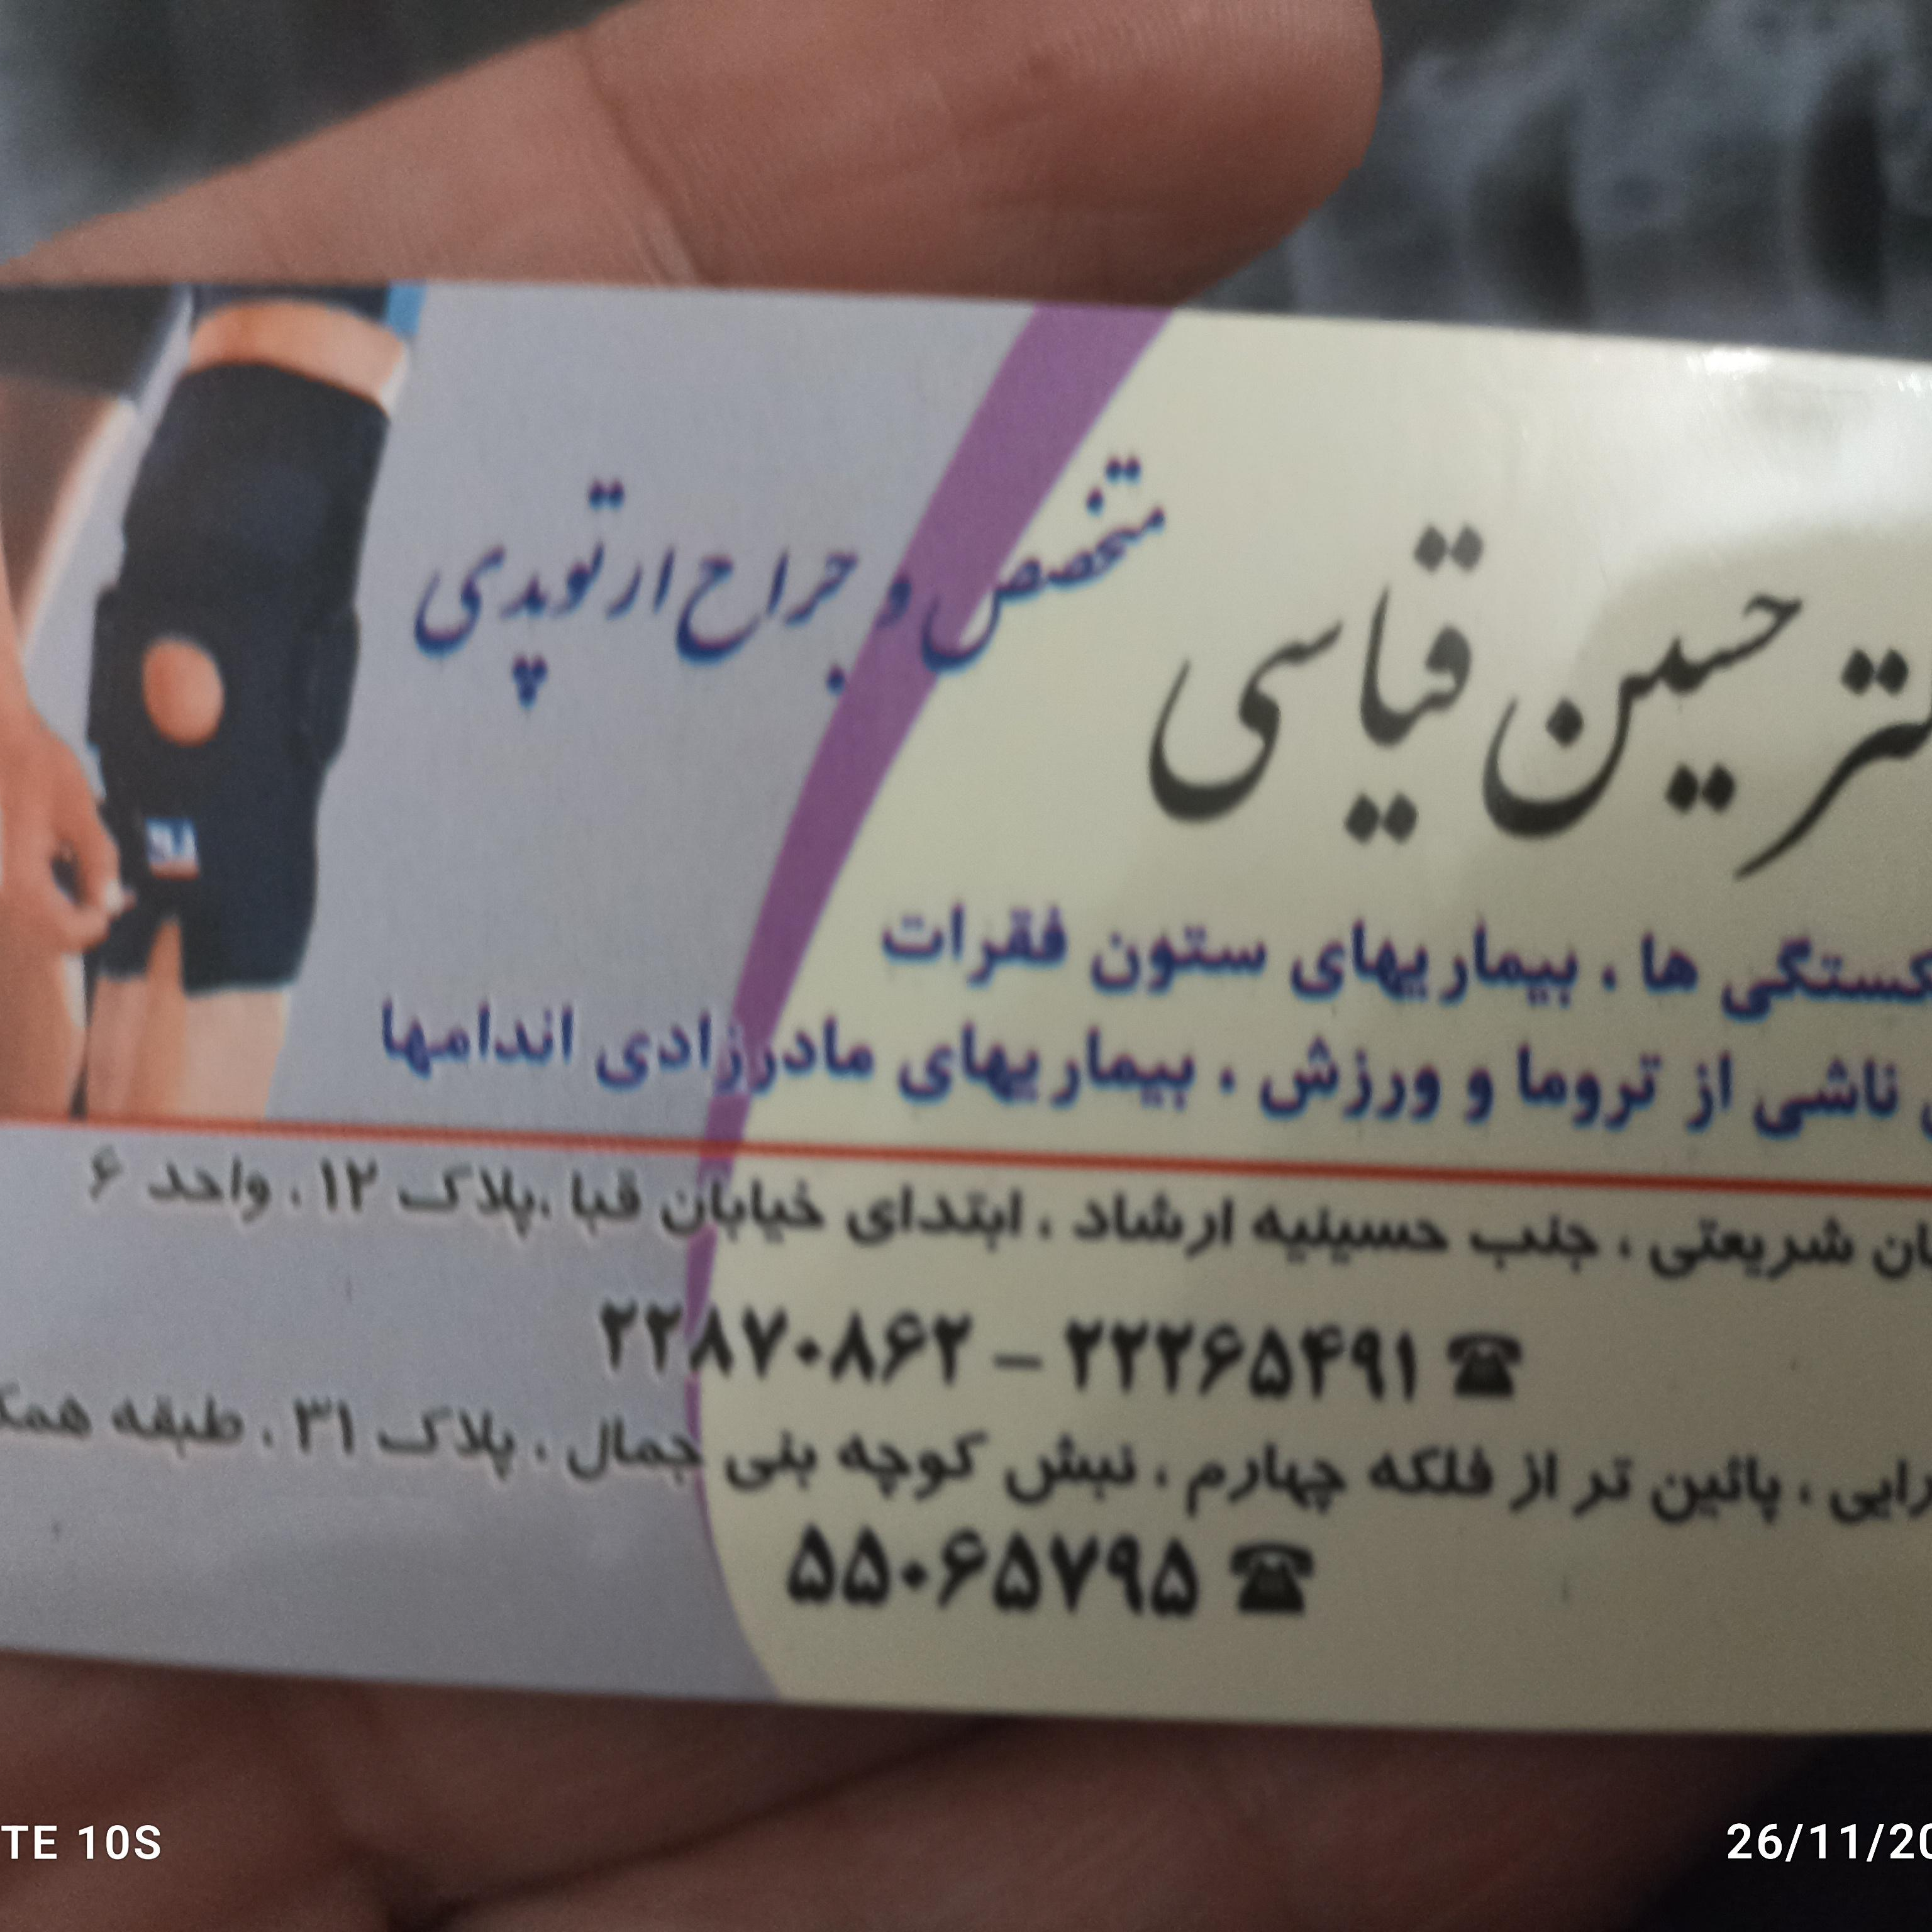 متخصص و جراح ارتوپدی
حسین قیاسی
ها ، بیماریهای ستون فقرات
ناشی از تروما و ورزش ، بیماریهای مادرزادی اندامها
شریعتی ، جنب حسینیه ارشاد ، ابتدای خیابان قبا ،پلاک ۱۲ ، واحد ۶
۲۲۸۷۰۸۶۲ - ۲۲۲۶۵۴۹۱
، پائین تر از فلکه چهارم ، نبش کوچه بنی جمال ، پلاک ۳۱ ، طبقه
۵۵۰۶۵۷۹۵
TE 10S
26/11/20